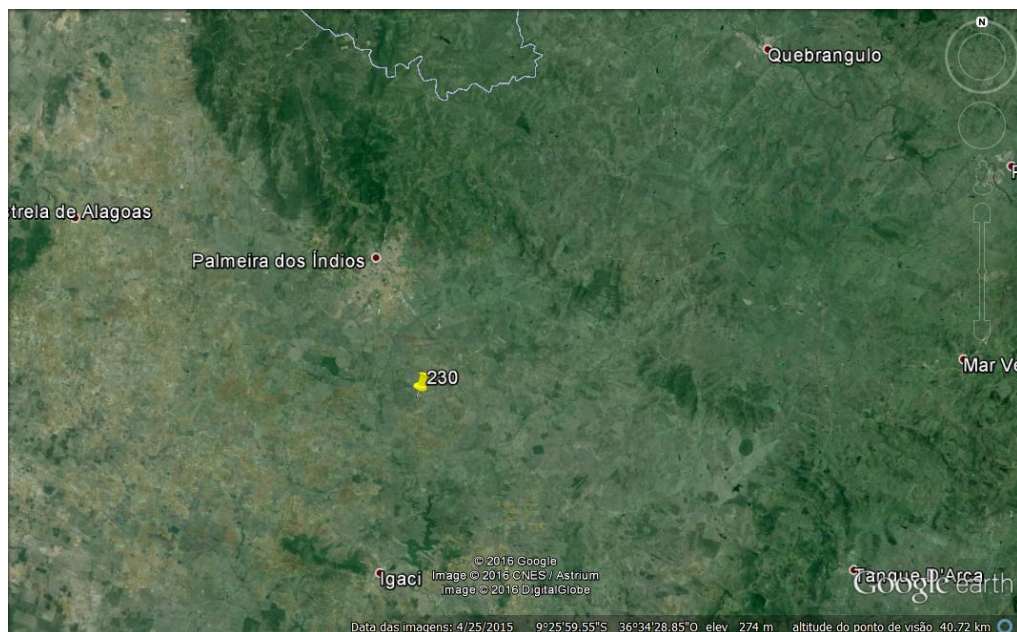 N
Quebrangulo
trela de Alagoas
Palmeira dos Índios
230
Mar Ve
Igaci
Tanque D'Arca
© 2016 Google
Image © 2016 CNES / Astrium
Image © 2016 DigitalGlobe
Google earth
Data das imagens: 4/25/2015 9°25'59.55"S 36°34'28.85"O elev 274 m altitude do ponto de visão 40.72 km